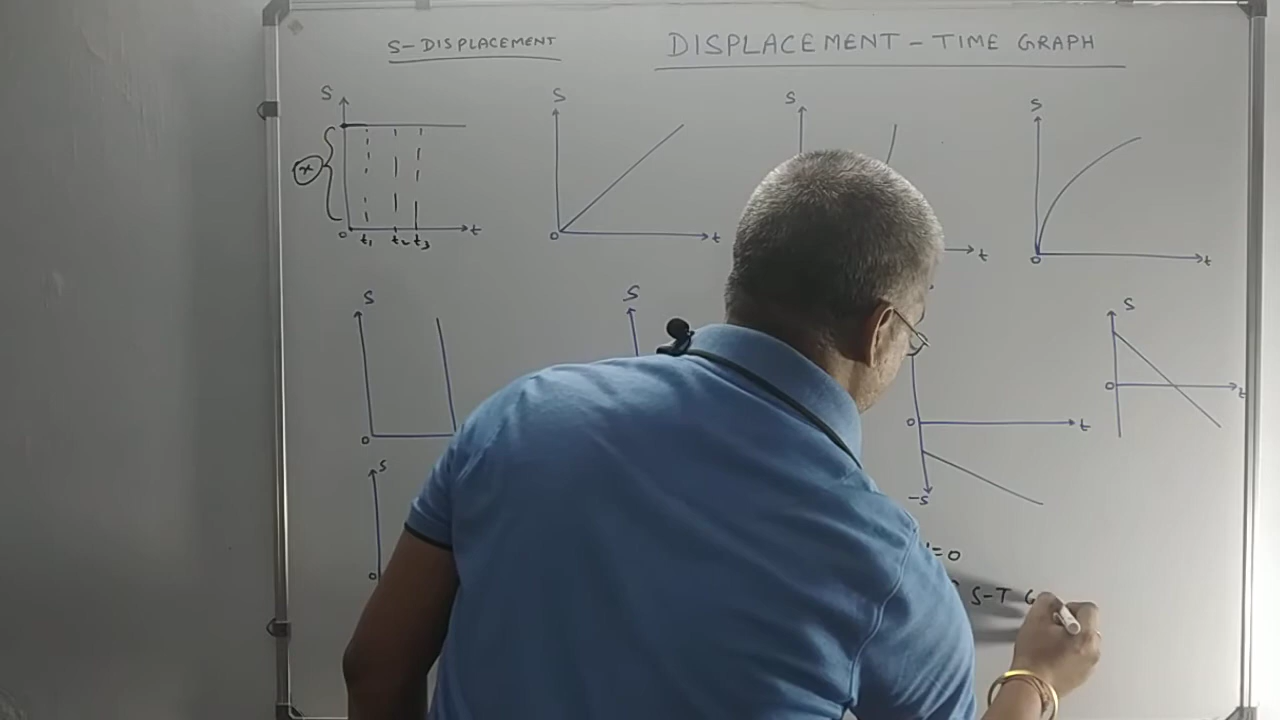 S-DISPLACEMENT
DISPLACEMENT-TIME GRAPH
S
x
0
t₁ t₂ t₃
t
S
0
t
S
t
S
0
t
S
0
S
0
t
-S
S
0
t
S
0
=0
S-T G